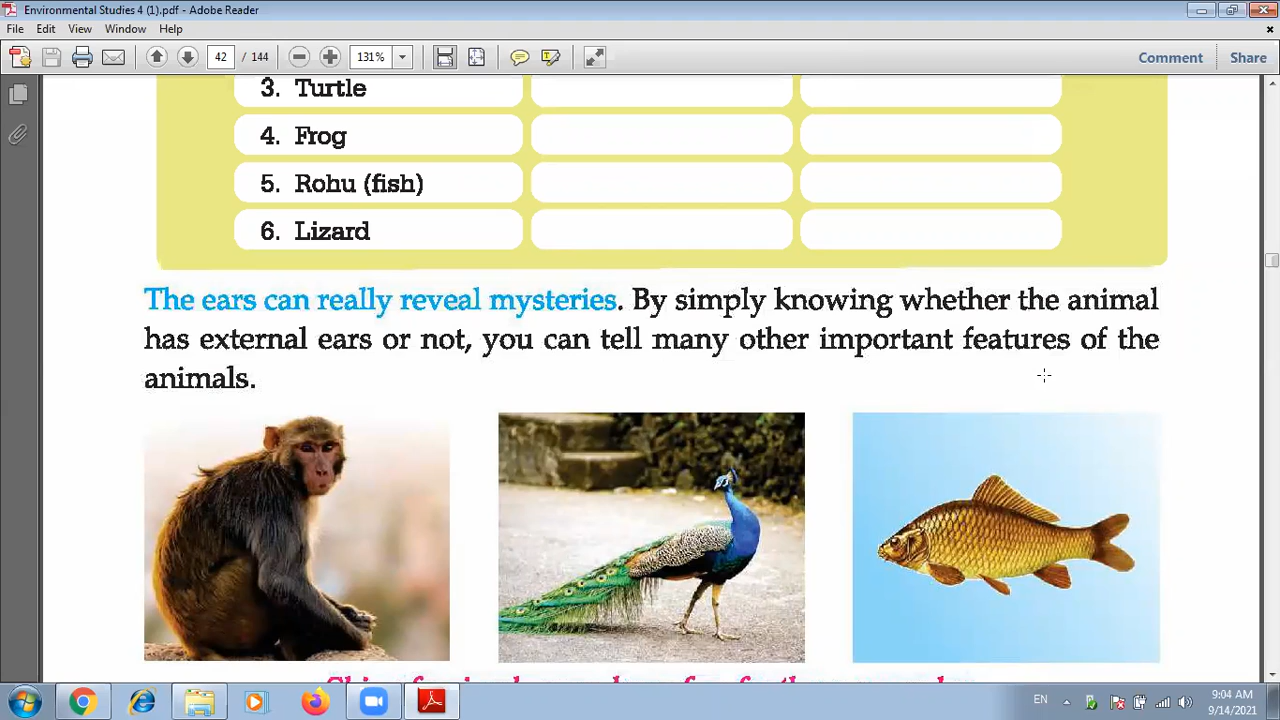 Environmental Studies 4 (1).pdf - Adobe Reader
File Edit View Window Help
42 / 144 131% Comment Share
3. Turtle
4. Frog
5. Rohu (fish)
6. Lizard
The ears can really reveal mysteries. By simply knowing whether the animal
has external ears or not, you can tell many other important features of the
animals.
EN 9:04 AM
9/14/2021